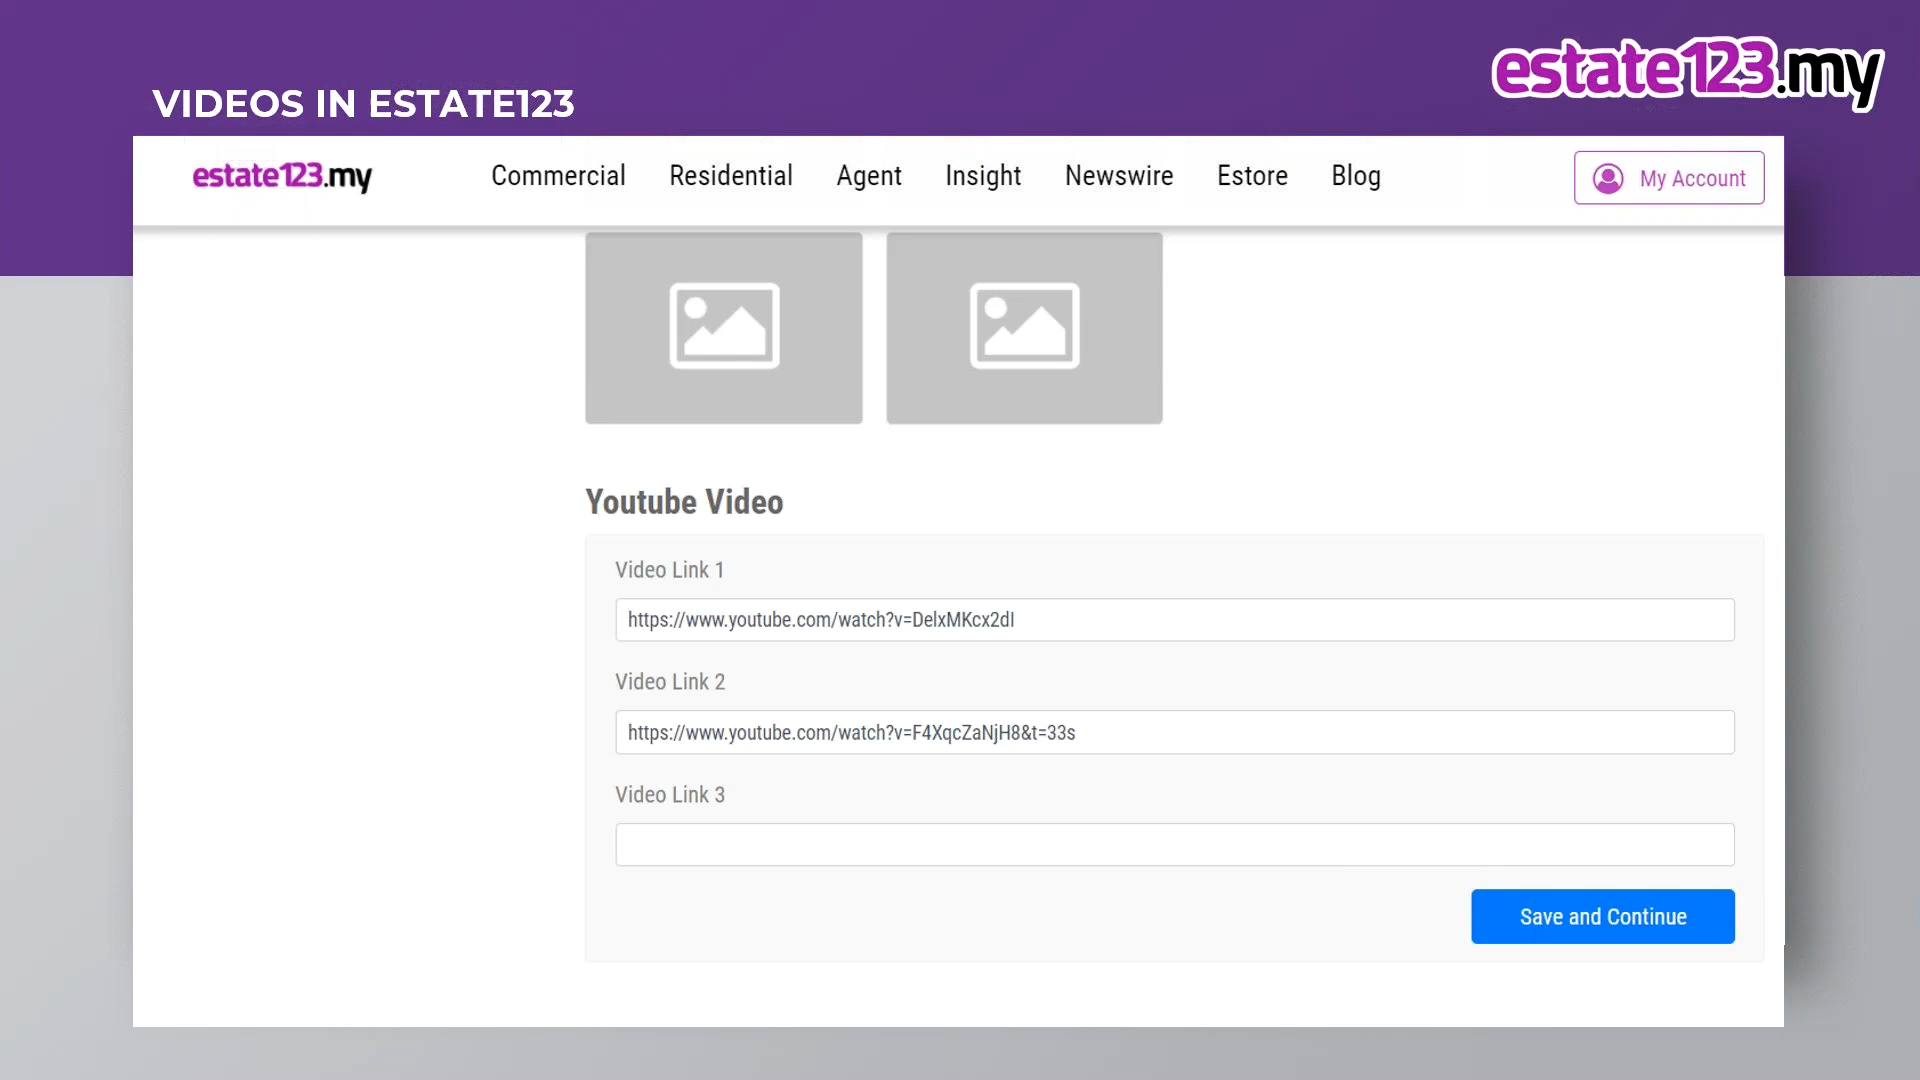 estate123.my
VIDEOS IN ESTATE123
estate123.my Commercial Residential Agent Insight Newswire Estore Blog My Account
Youtube Video
Video Link 1
https://www.youtube.com/watch?v=DelxMKcx2dI
Video Link 2
https://www.youtube.com/watch?v=F4XqcZaNjH8&t=33s
Video Link 3
Save and Continue